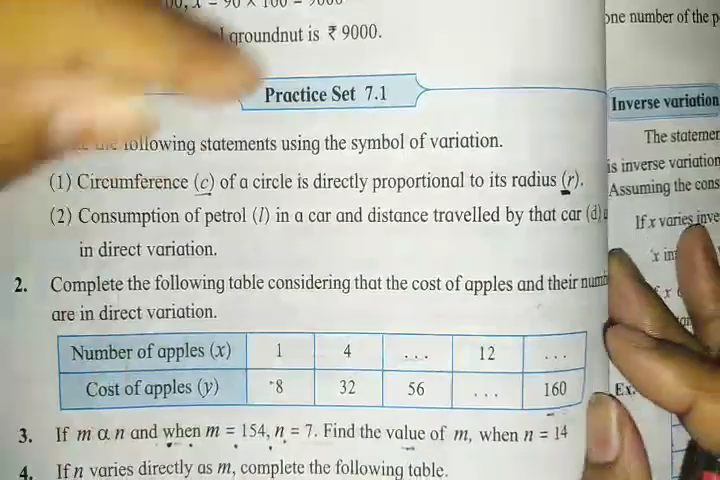 groundnut is ₹ 9000.
Practice Set 7.1
following statements using the symbol of variation.
(1) Circumference (c) of a circle is directly proportional to its radius (r).
(2) Consumption of petrol (l) in a car and distance travelled by that car (d)
in direct variation.
2. Complete the following table considering that the cost of apples and their
are in direct variation.
Number of apples (x) 1 4 ... 12 ...
Cost of apples (y) 8 32 56 ... 160
3. If m α n and when m = 154, n = 7. Find the value of m, when n = 14
4. If n varies directly as m, complete the following table.
one number of the
Inverse variation
The
is inverse variation
Assuming the
If x varies
x
Ex.